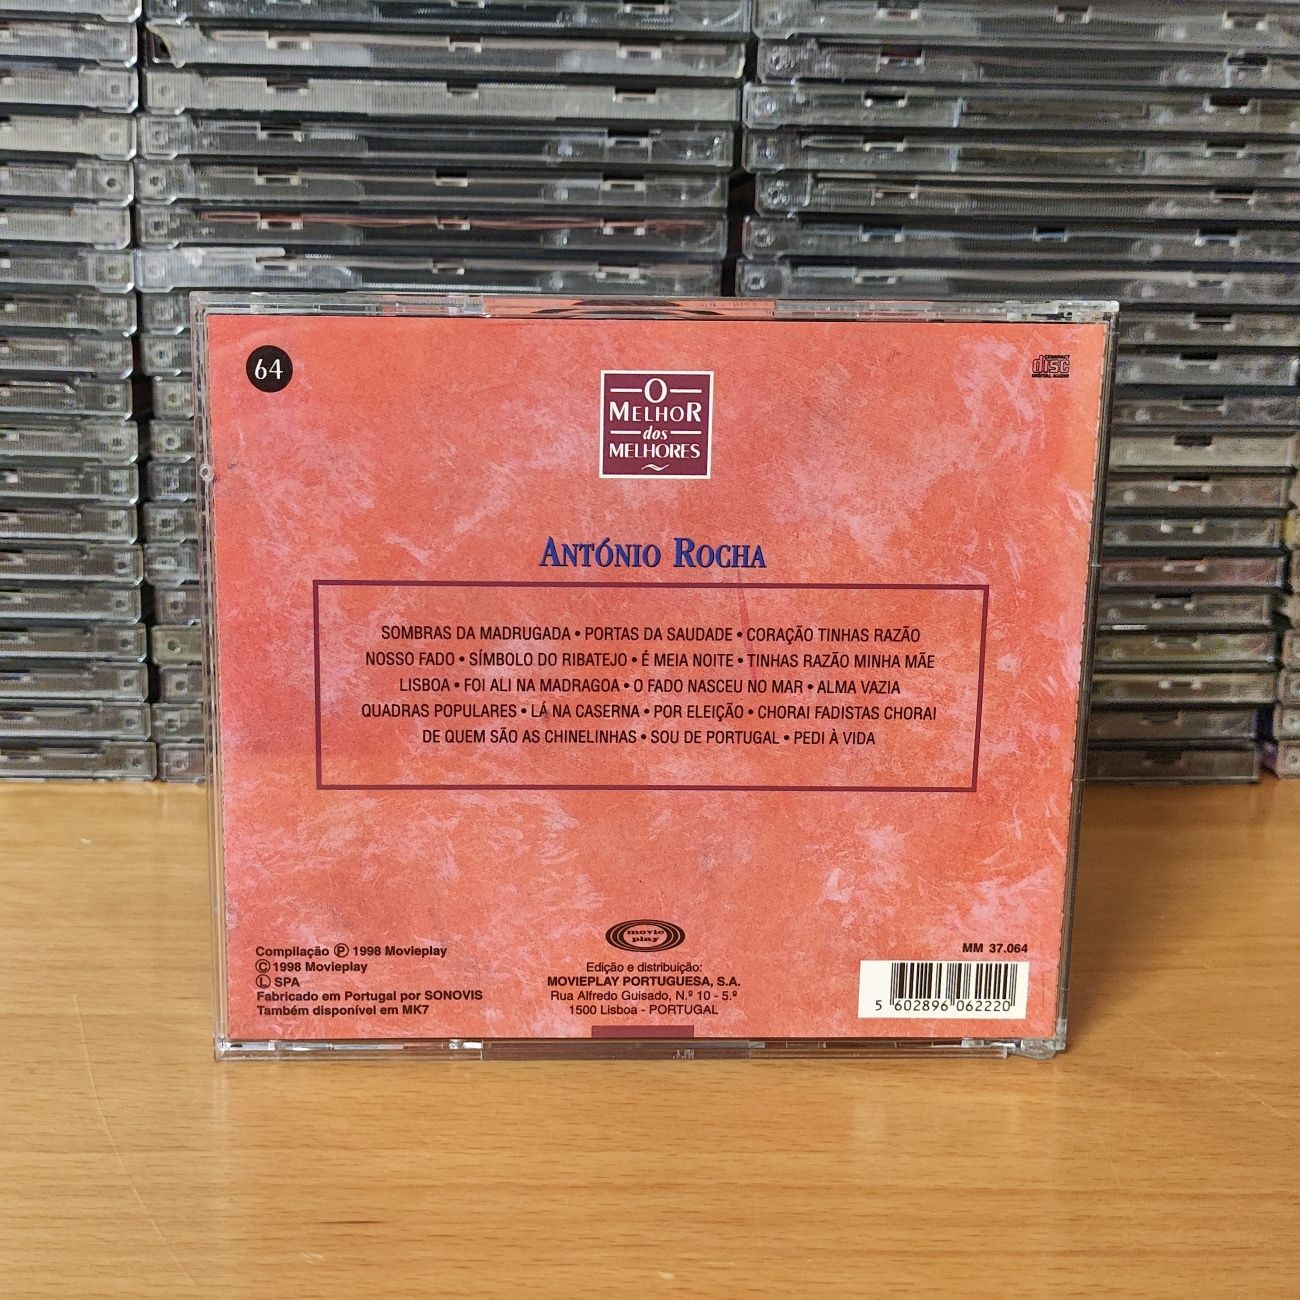 64
COMPACT
disc
DIGITAL AUDIO
O
MELHOR
dos
MELHORES
ANTÓNIO ROCHA
SOMBRAS DA MADRUGADA • PORTAS DA SAUDADE • CORAÇÃO TINHAS RAZÃO
NOSSO FADO • SÍMBOLO DO RIBATEJO • É MEIA NOITE • TINHAS RAZÃO MINHA MÃE
LISBOA • FOI ALI NA MADRAGOA • O FADO NASCEU NO MAR • ALMA VAZIA
QUADRAS POPULARES • LÁ NA CASERNA • POR ELEIÇÃO • CHORAI FADISTAS CHORAI
DE QUEM SÃO AS CHINELINHAS • SOU DE PORTUGAL • PEDI À VIDA
Compilação Ⓟ 1998 Movieplay
Ⓒ 1998 Movieplay
Ⓛ SPA
Fabricado em Portugal por SONOVIS
Também disponível em MK7
movie
play
Edição e distribuição:
MOVIEPLAY PORTUGUESA, S.A.
Rua Alfredo Guisado, N.º 10 - 5.º
1500 Lisboa - PORTUGAL
MM 37.064
5 602896 062220